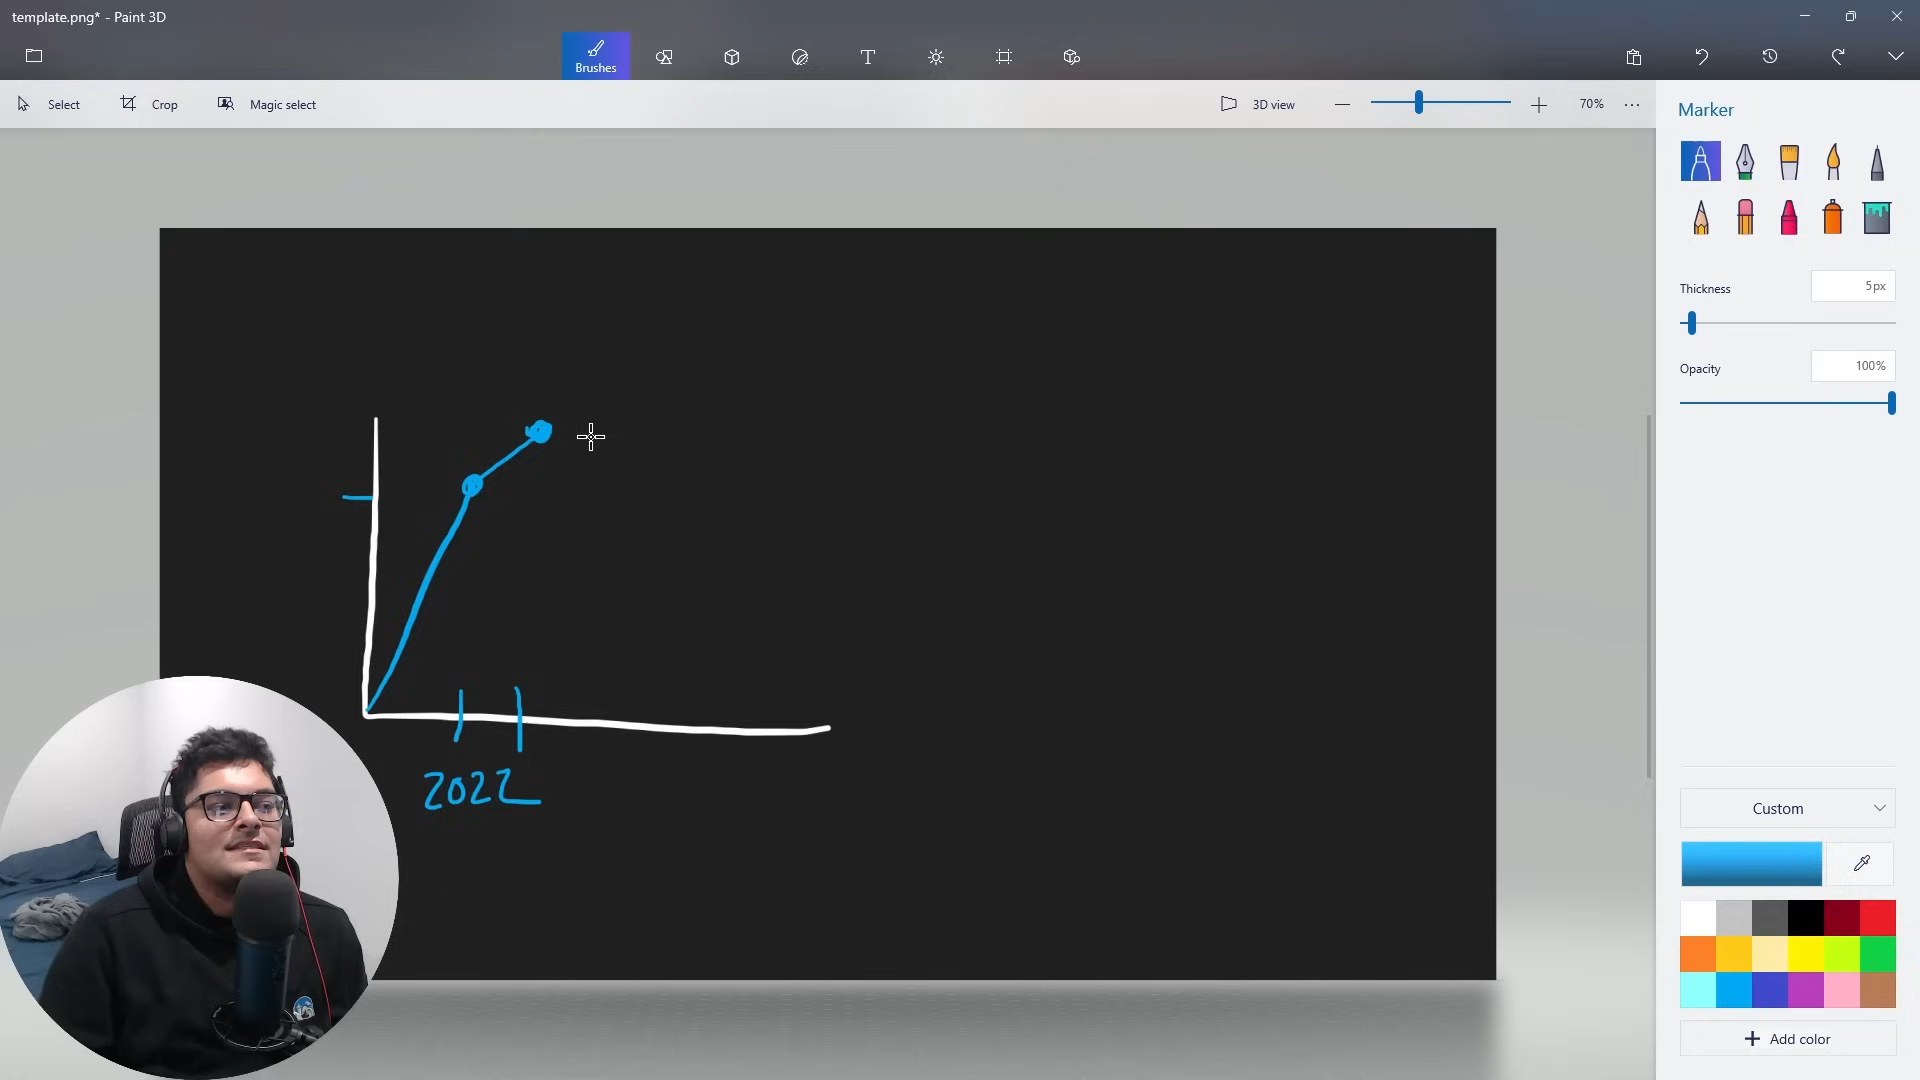 template.png* - Paint 3D
Brushes
Select Crop Magic select 3D view 70%
Marker
Thickness 5px
Opacity 100%
2022
Custom
Add color